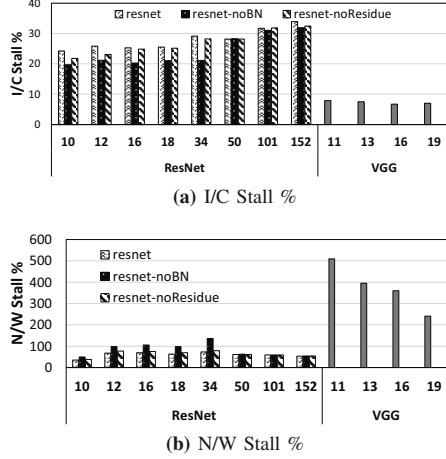 I/C Stall %
40
30
20
10
0
resnet resnet-noBN resnet-noResidue
10 12 16 18 34 50 101 152 11 13 16 19
ResNet VGG
(a) I/C Stall %
N/W Stall %
600
500
400
300
200
100
0
resnet
resnet-noBN
resnet-noResidue
10 12 16 18 34 50 101 152 11 13 16 19
ResNet VGG
(b) N/W Stall %